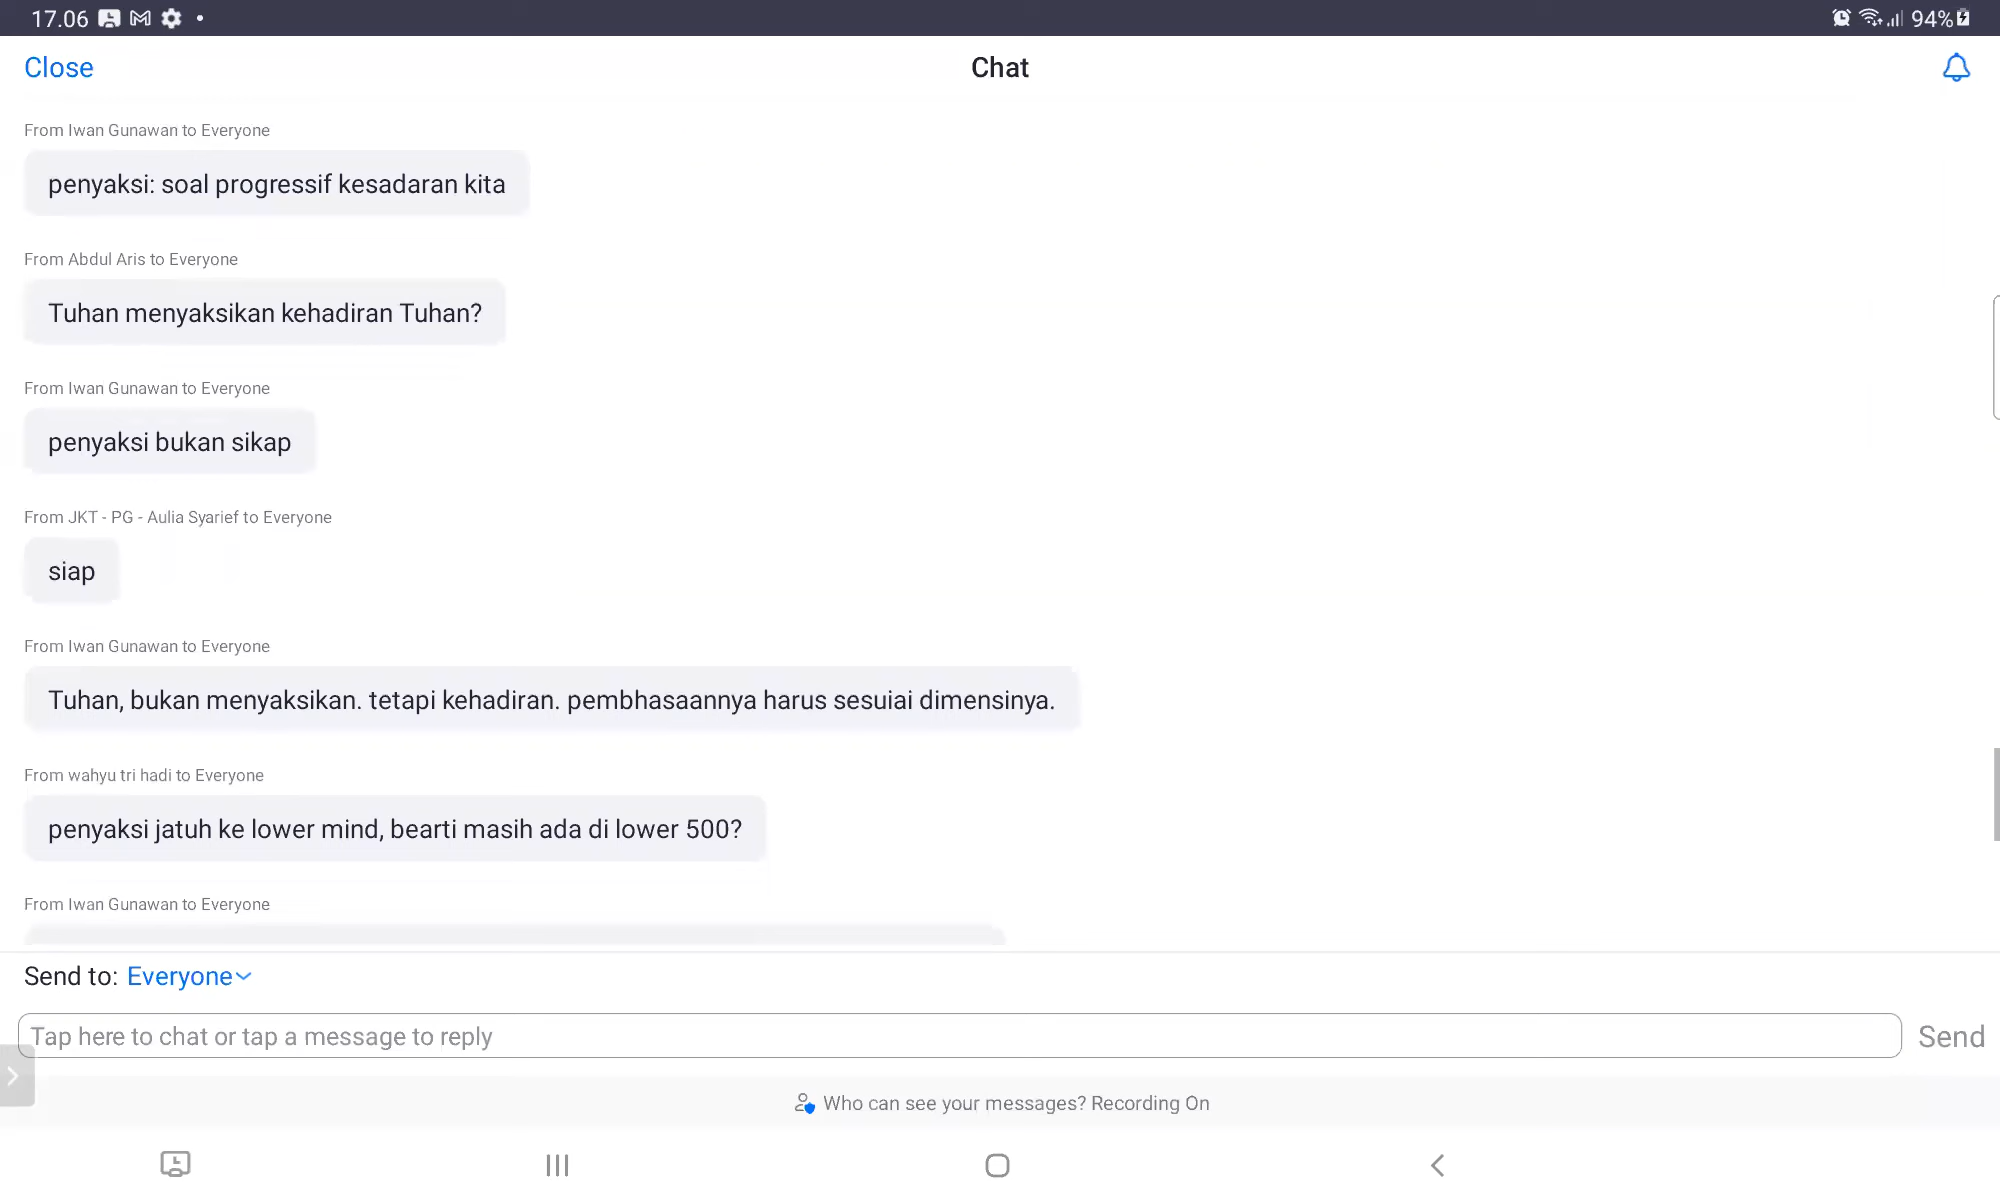 17.06
94%
Close
Chat
From Iwan Gunawan to Everyone
penyaksi: soal progressif kesadaran kita
From Abdul Aris to Everyone
Tuhan menyaksikan kehadiran Tuhan?
From Iwan Gunawan to Everyone
penyaksi bukan sikap
From JKT - PG - Aulia Syarief to Everyone
siap
From Iwan Gunawan to Everyone
Tuhan, bukan menyaksikan. tetapi kehadiran. pembhasaannya harus sesuiai dimensinya.
From wahyu tri hadi to Everyone
penyaksi jatuh ke lower mind, bearti masih ada di lower 500?
From Iwan Gunawan to Everyone
Send to: Everyone
Tap here to chat or tap a message to reply
Send
Who can see your messages? Recording On